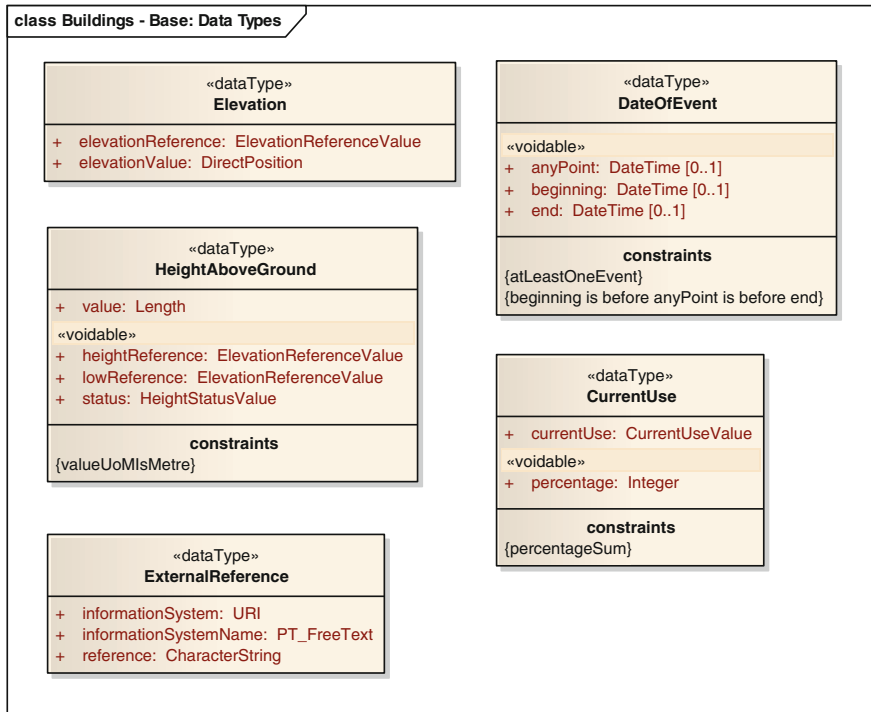 class Buildings - Base: Data Types
«dataType»
Elevation
+ elevationReference: ElevationReferenceValue
+ elevationValue: DirectPosition
«dataType»
DateOfEvent
«voidable»
+ anyPoint: DateTime [0..1]
+ beginning: DateTime [0..1]
+ end: DateTime [0..1]
constraints
{atLeastOneEvent}
{beginning is before anyPoint is before end}
«dataType»
HeightAboveGround
+ value: Length
«voidable»
+ heightReference: ElevationReferenceValue
+ lowReference: ElevationReferenceValue
+ status: HeightStatusValue
constraints
{valueUoMIsMetre}
«dataType»
CurrentUse
+ currentUse: CurrentUseValue
«voidable»
+ percentage: Integer
constraints
{percentageSum}
«dataType»
ExternalReference
+ informationSystem: URI
+ informationSystemName: PT_FreeText
+ reference: CharacterString